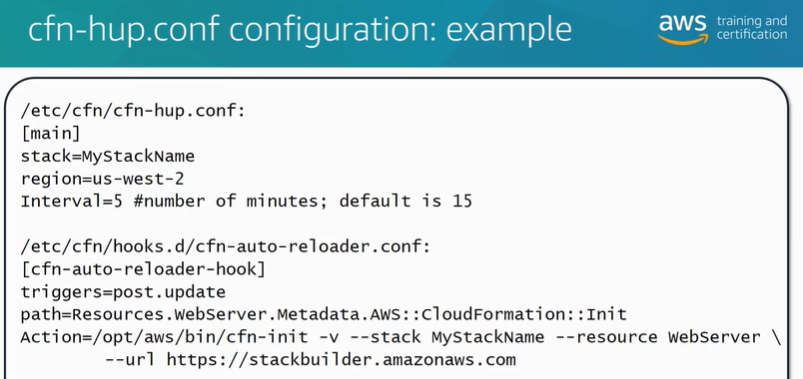 cfn-hup.conf configuration: example
aws training and
certification
/etc/cfn/cfn-hup.conf:
[main]
stack=MyStackName
region=us-west-2
Interval=5 #number of minutes; default is 15
/etc/cfn/hooks.d/cfn-auto-reloader.conf:
[cfn-auto-reloader-hook]
triggers=post.update
path=Resources.WebServer.Metadata.AWS::CloudFormation::Init
Action=/opt/aws/bin/cfn-init -v --stack MyStackName --resource WebServer \
--url https://stackbuilder.amazonaws.com